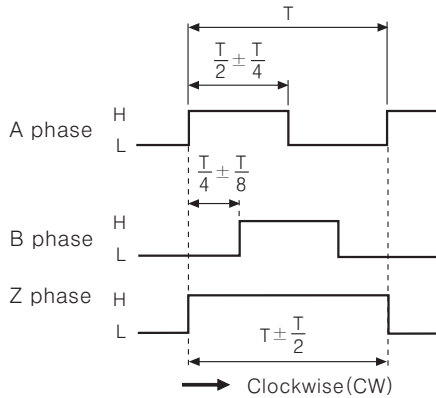 T
T/2 ± T/4
H
A phase
L
T/4 ± T/8
H
B phase
L
Z phase H
L
T± T/2
Clockwise(CW)